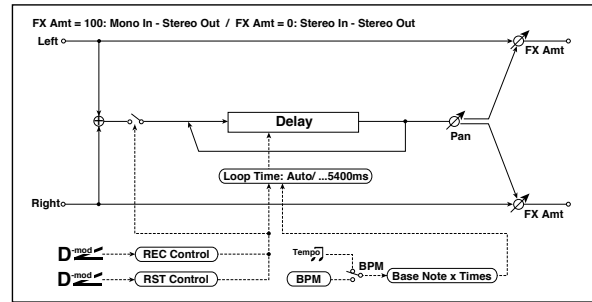 FX Amt = 100: Mono In - Stereo Out / FX Amt = 0: Stereo In - Stereo Out
Left
FX Amt
Delay
Pan
Loop Time: Auto/ ...5400ms
Right
FX Amt
D-mod
REC Control
Tempo
BPM
D-mod
RST Control
BPM
Base Note x Times